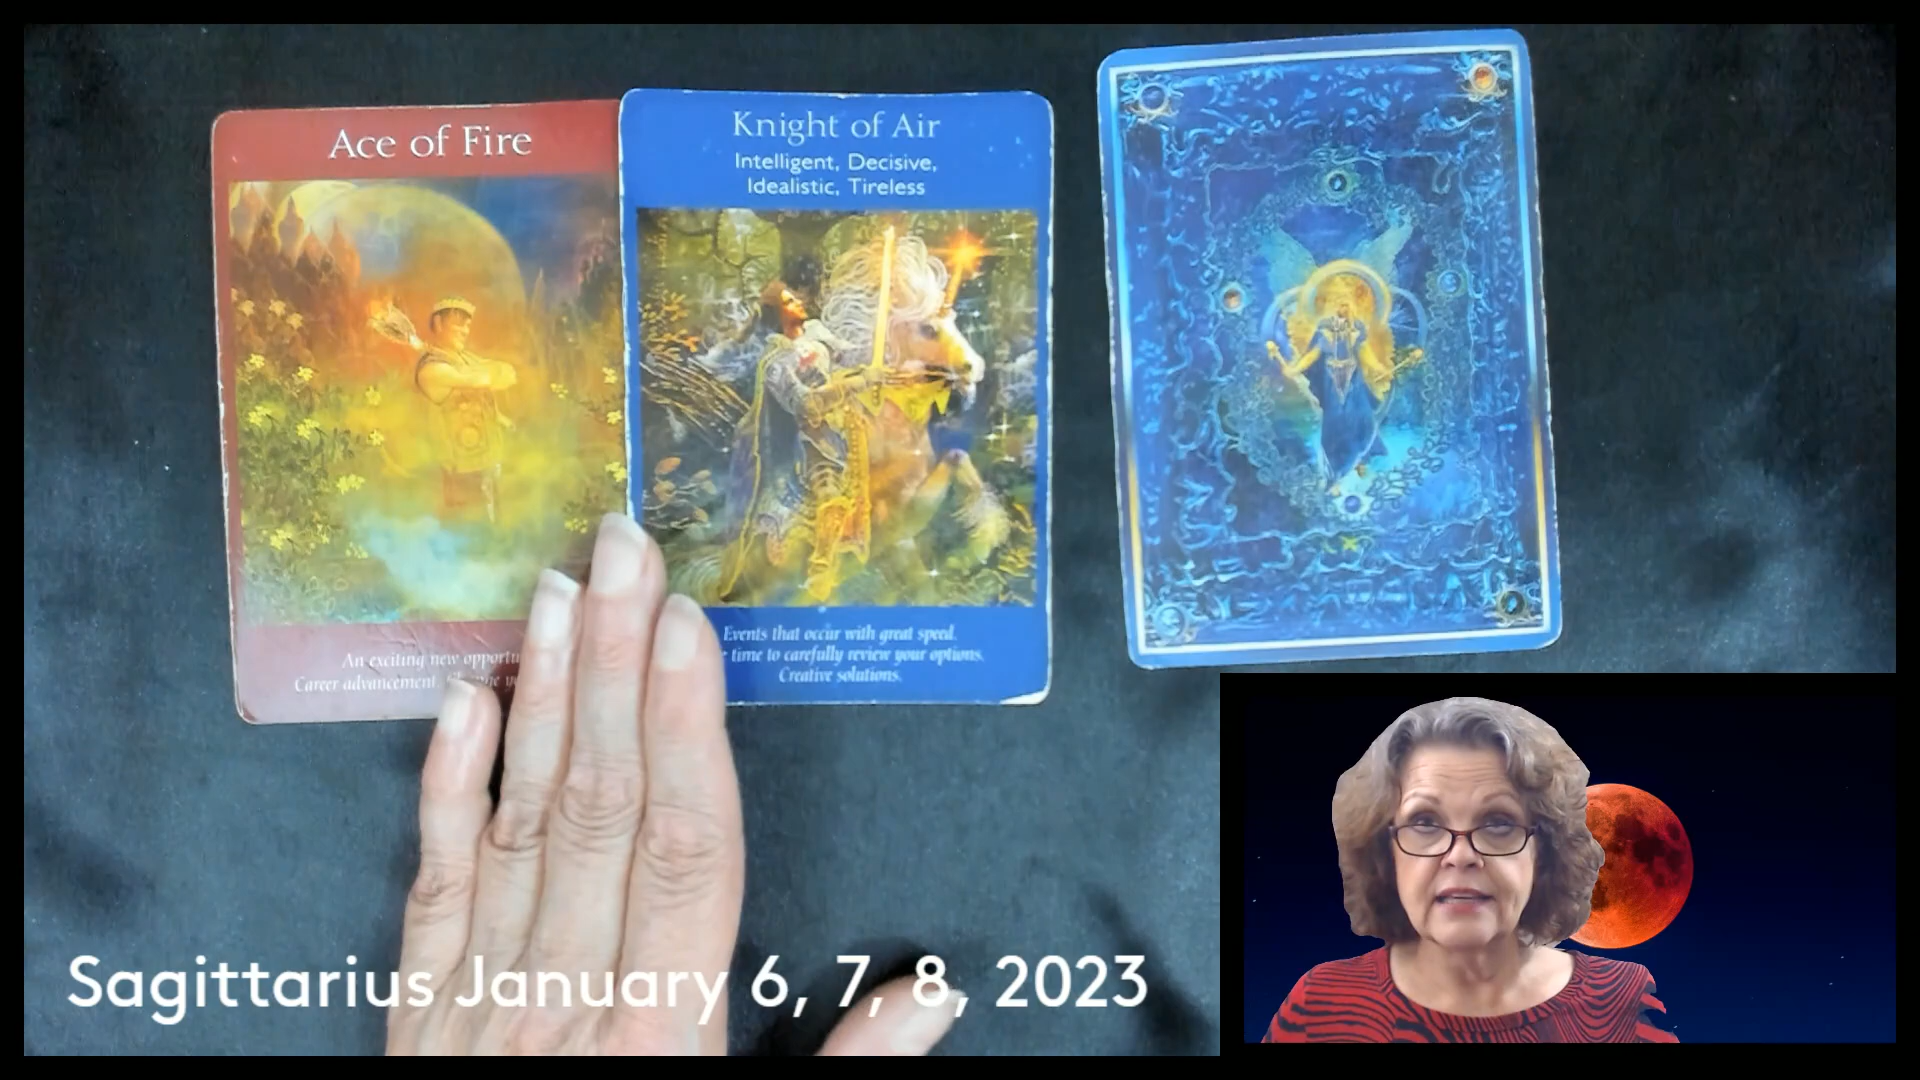 Ace of Fire
An exciting new
Career advancement.
Knight of Air
Intelligent, Decisive,
Idealistic, Tireless
Events that occur with great speed.
time to carefully review your options.
Creative solutions.
Sagittarius January 6, 7, 8, 2023